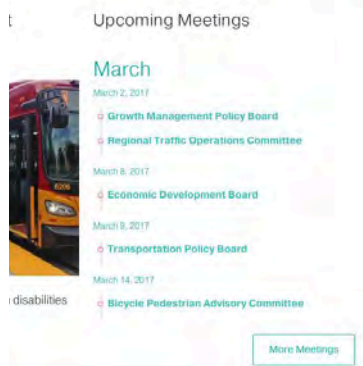 t
Upcoming Meetings
March
March 2, 2017
Growth Management Policy Board
Regional Traffic Operations Committee
March 8, 2017
Economic Development Board
March 9, 2017
Transportation Policy Board
March 14, 2017
Bicycle Pedestrian Advisory Committee
More Meetings
6206
disabilities